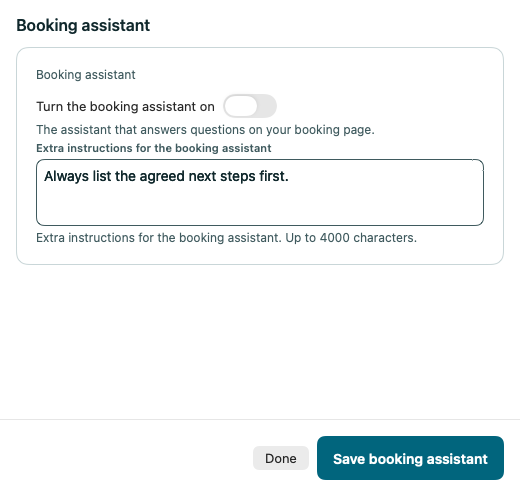 Booking assistant
Booking assistant
Turn the booking assistant on
The assistant that answers questions on your booking page.
Extra instructions for the booking assistant
Always list the agreed next steps first.
Extra instructions for the booking assistant. Up to 4000 characters.
Done
Save booking assistant